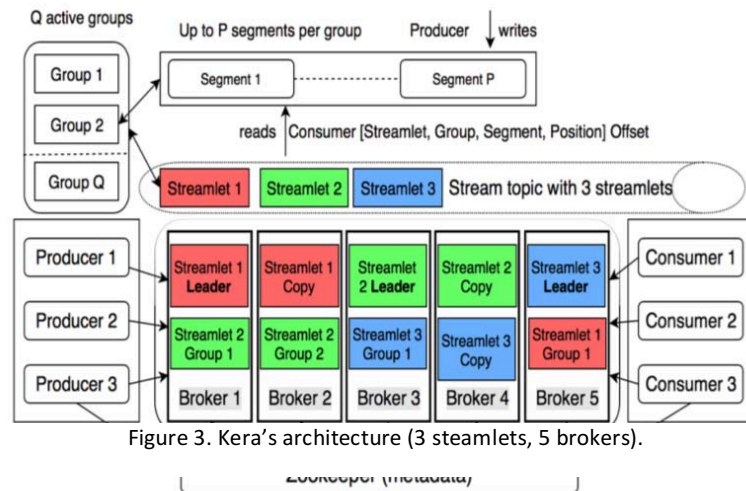 Q active groups
Group 1
Group 2
Group Q
Up to P segments per group
Producer
writes
Segment 1
Segment P
reads
Consumer [Streamlet, Group, Segment, Position] Offset
Streamlet 1
Streamlet 2
Streamlet 3
Stream topic with 3 streamlets
Producer 1
Producer 2
Producer 3
Streamlet 1
Leader
Streamlet 2
Group 1
Broker 1
Streamlet 1
Copy
Streamlet 2
Group 2
Broker 2
Streamlet
2 Leader
Streamlet 3
Group 1
Broker 3
Streamlet 2
Copy
Streamlet 3
Copy
Broker 4
Streamlet 3
Leader
Streamlet 1
Group 1
Broker 5
Consumer 1
Consumer 2
Consumer 3
Figure 3. Kera’s architecture (3 steamlets, 5 brokers).
Zookeeper (metadata)